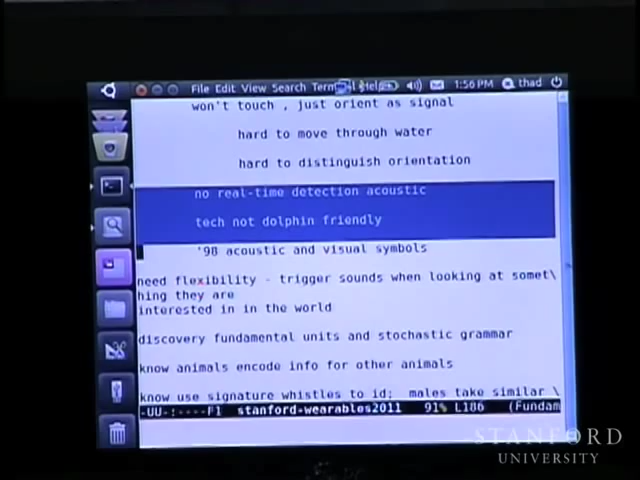 File Edit View Search Term
1:56 PM thad
won't touch , just orient as signal
hard to move through water
hard to distinguish orientation
no real-time detection acoustic
tech not dolphin friendly
'98 acoustic and visual symbols
need flexibility - trigger sounds when looking at somet\
hing they are
interested in in the world
discovery fundamental units and stochastic grammar
know animals encode info for other animals
know use signature whistles to id; males take similar \
-UU-:----F1 stanford-wearables2011 91% L186 (Fundam
STANFORD
UNIVERSITY